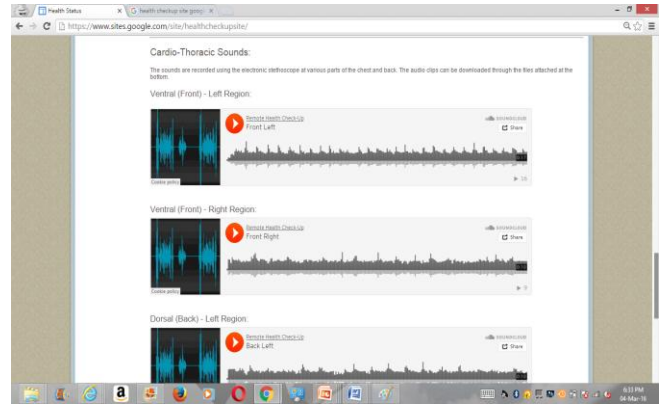 Health Status
health checkup site goog
https://www.sites.google.com/site/healthcheckupsite/
Cardio-Thoracic Sounds:
The sounds are recorded using the electronic stethoscope at various parts of the chest and back. The audio clips can be downloaded through the files attached at the
bottom.
Ventral (Front) - Left Region:
Remote Health Check-Up
Front Left
SOUNDCLOUD
Share
Cookie policy
Ventral (Front) - Right Region:
Remote Health Check-Up
Front Right
SOUNDCLOUD
Share
Cookie policy
9
Dorsal (Back) - Left Region:
Remote Health Check-Up
Back Left
SOUNDCLOUD
Share
6:33 PM
04-Mar-16